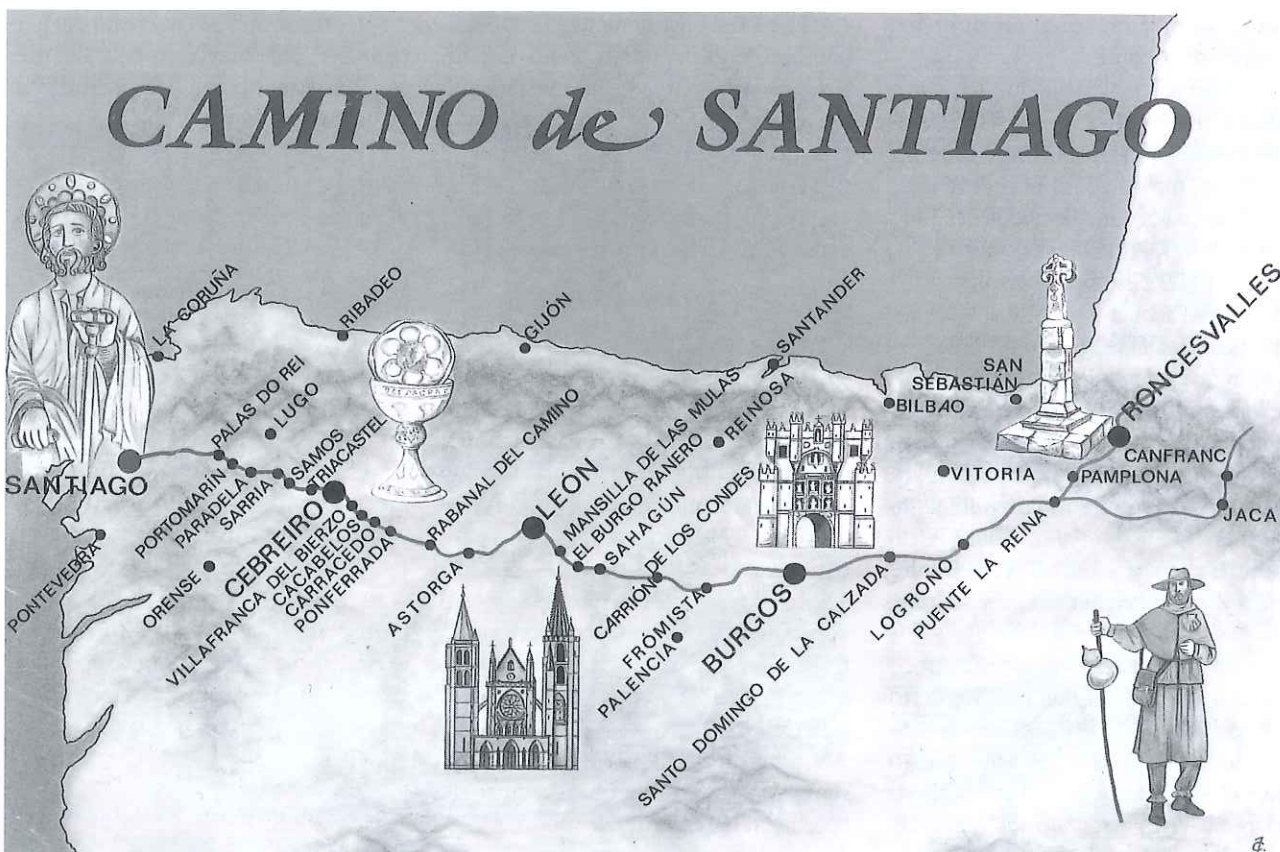 CAMINO de SANTIAGO
LA CORUÑA
RIBADEO
GIJÓN
SANTANDER
SAN
SEBASTIÁN
BILBAO
RONCESVALLES
PALAS DO REI
LUGO
SAMOS
TRIACASTEL
RABANAL DEL CAMINO
LEÓN
MANSILLA DE LAS MULAS
EL BURGO RANERO
SAHAGÚN
REINOSA
VITORIA
CANFRANC
PAMPLONA
JACA
SANTIAGO
PONTEVEDRA
PORTOMARÍN
PARADELA
SARRIA
ORENSE
CEBREIRO
VILLAFRANCA DEL BIERZO
CACABELOS
CARRACEDO
PONFERRADA
ASTORGA
CARRIÓN DE LOS CONDES
FRÓMISTA
PALENCIA
BURGOS
SANTO DOMINGO DE LA CALZADA
LOGROÑO
PUENTE LA REINA